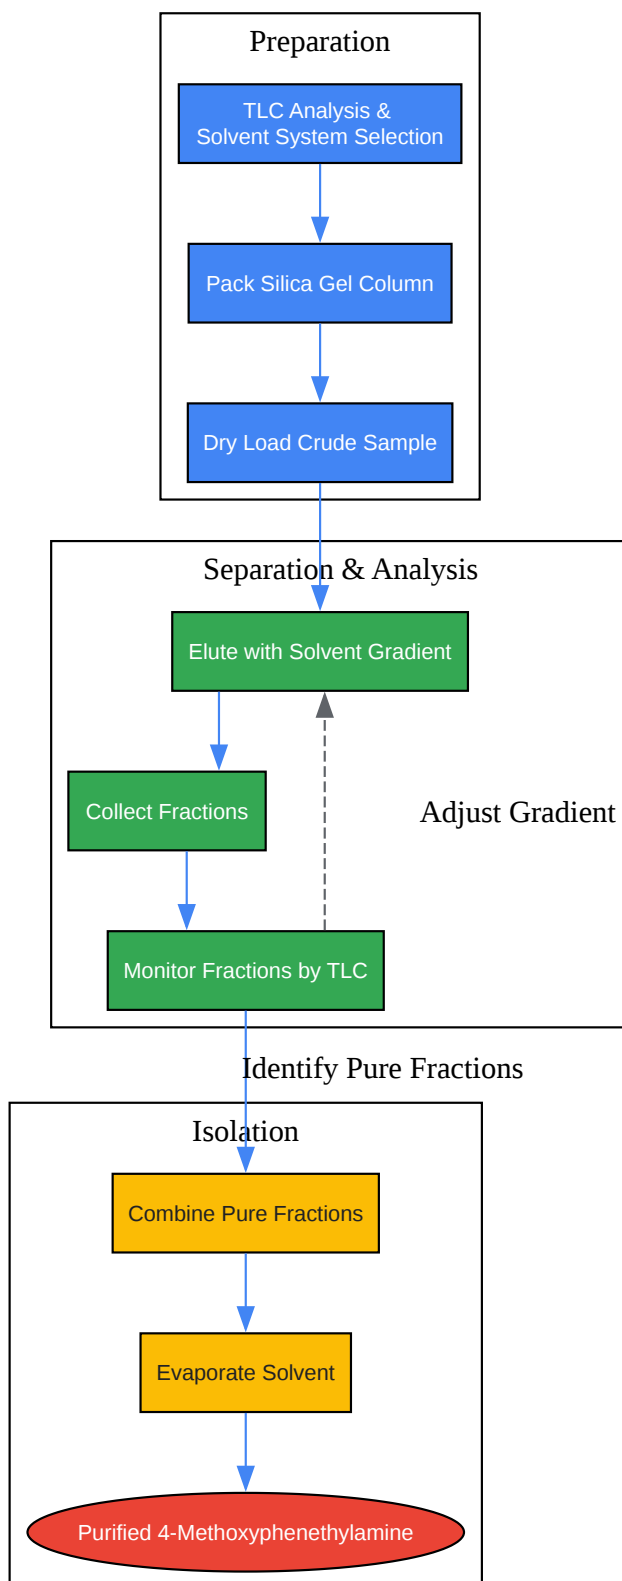 Preparation
TLC Analysis &
Solvent System Selection
Pack Silica Gel Column
Dry Load Crude Sample
Separation & Analysis
Elute with Solvent Gradient
Collect Fractions
Adjust Gradient
Monitor Fractions by TLC
Identify Pure Fractions
Isolation
Combine Pure Fractions
Evaporate Solvent
Purified 4-Methoxyphenethylamine